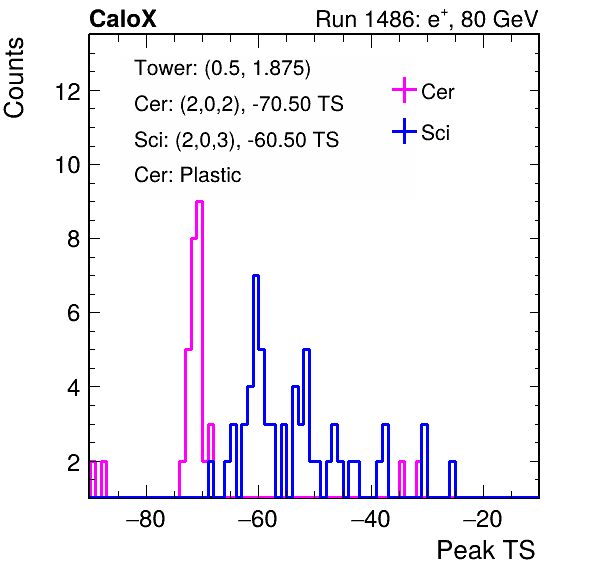 CaloX Run 1486: e⁺, 80 GeV
Counts
Tower: (0.5, 1.875)
Cer: (2,0,2), -70.50 TS
Sci: (2,0,3), -60.50 TS
Cer: Plastic
Cer
Sci
12
10
8
6
4
2
−80 −60 −40 −20
Peak TS